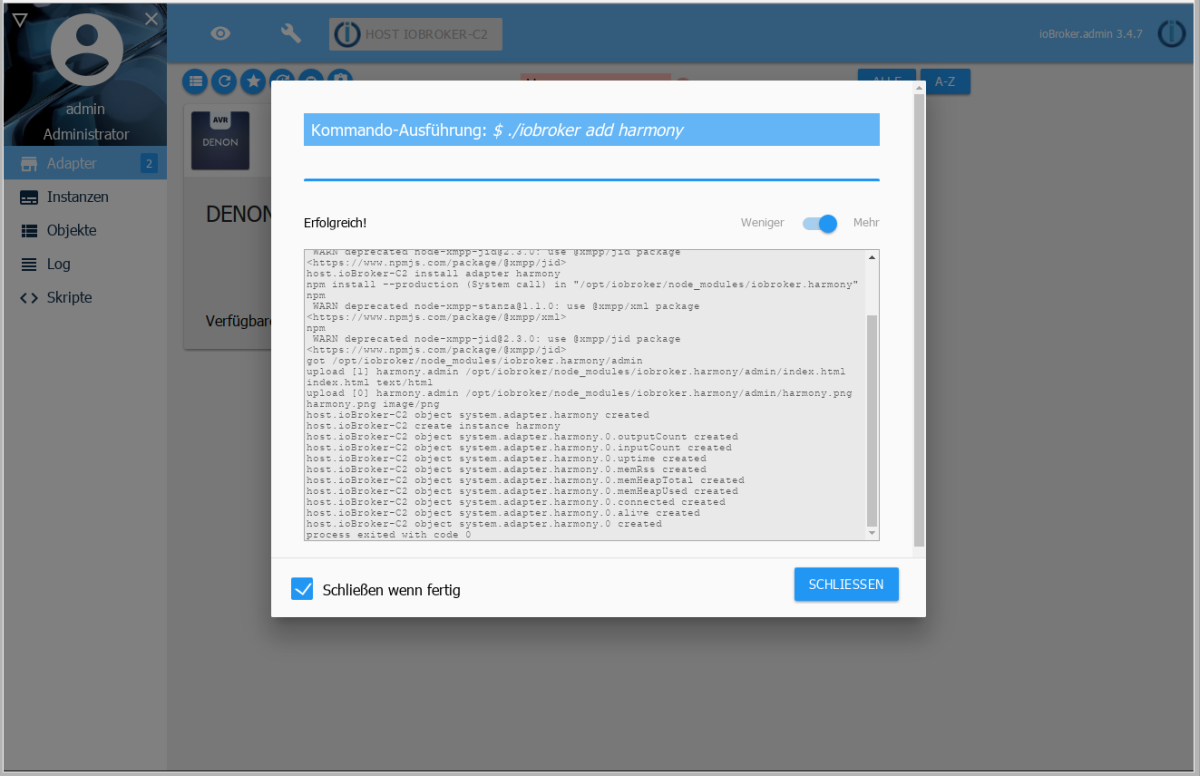 HOST IOBROKER-C2
ioBroker.admin 3.4.7
admin
Administrator
Adapter 2
Instanzen
Objekte
Log
Skripte
AVR
DENON
DENON
Verfügbare
ALLE
A-Z
Kommando-Ausführung: $ ./iobroker add harmony
Erfolgreich!
Weniger
Mehr
WARN deprecated node-xmpp-jid@2.3.0: use @xmpp/jid package
<https://www.npmjs.com/package/@xmpp/jid>
host.ioBroker-C2 install adapter harmony
npm install --production (System call) in "/opt/iobroker/node_modules/iobroker.harmony"
npm
WARN deprecated node-xmpp-stanza@1.1.0: use @xmpp/xml package
<https://www.npmjs.com/package/@xmpp/xml>
npm
WARN deprecated node-xmpp-jid@2.3.0: use @xmpp/jid package
<https://www.npmjs.com/package/@xmpp/jid>
got /opt/iobroker/node_modules/iobroker.harmony/admin
upload [1] harmony.admin /opt/iobroker/node_modules/iobroker.harmony/admin/index.html
index.html text/html
upload [0] harmony.admin /opt/iobroker/node_modules/iobroker.harmony/admin/harmony.png
harmony.png image/png
host.ioBroker-C2 object system.adapter.harmony created
host.ioBroker-C2 create instance harmony
host.ioBroker-C2 object system.adapter.harmony.0.outputCount created
host.ioBroker-C2 object system.adapter.harmony.0.inputCount created
host.ioBroker-C2 object system.adapter.harmony.0.uptime created
host.ioBroker-C2 object system.adapter.harmony.0.memRss created
host.ioBroker-C2 object system.adapter.harmony.0.memHeapTotal created
host.ioBroker-C2 object system.adapter.harmony.0.memHeapUsed created
host.ioBroker-C2 object system.adapter.harmony.0.connected created
host.ioBroker-C2 object system.adapter.harmony.0.alive created
host.ioBroker-C2 object system.adapter.harmony.0 created
process exited with code 0
Schließen wenn fertig
SCHLIESSEN